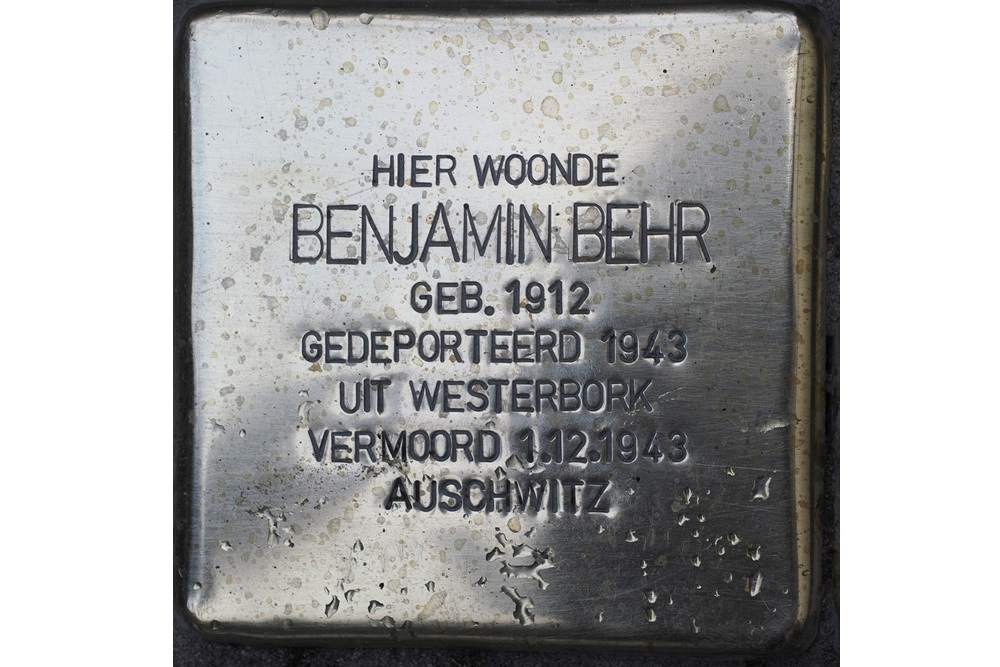 HIER WOONDE
BENJAMIN BEHR
GEB. 1912
GEDEPORTEERD 1943
UIT WESTERBORK
VERMOORD 1.12.1943
AUSCHWITZ